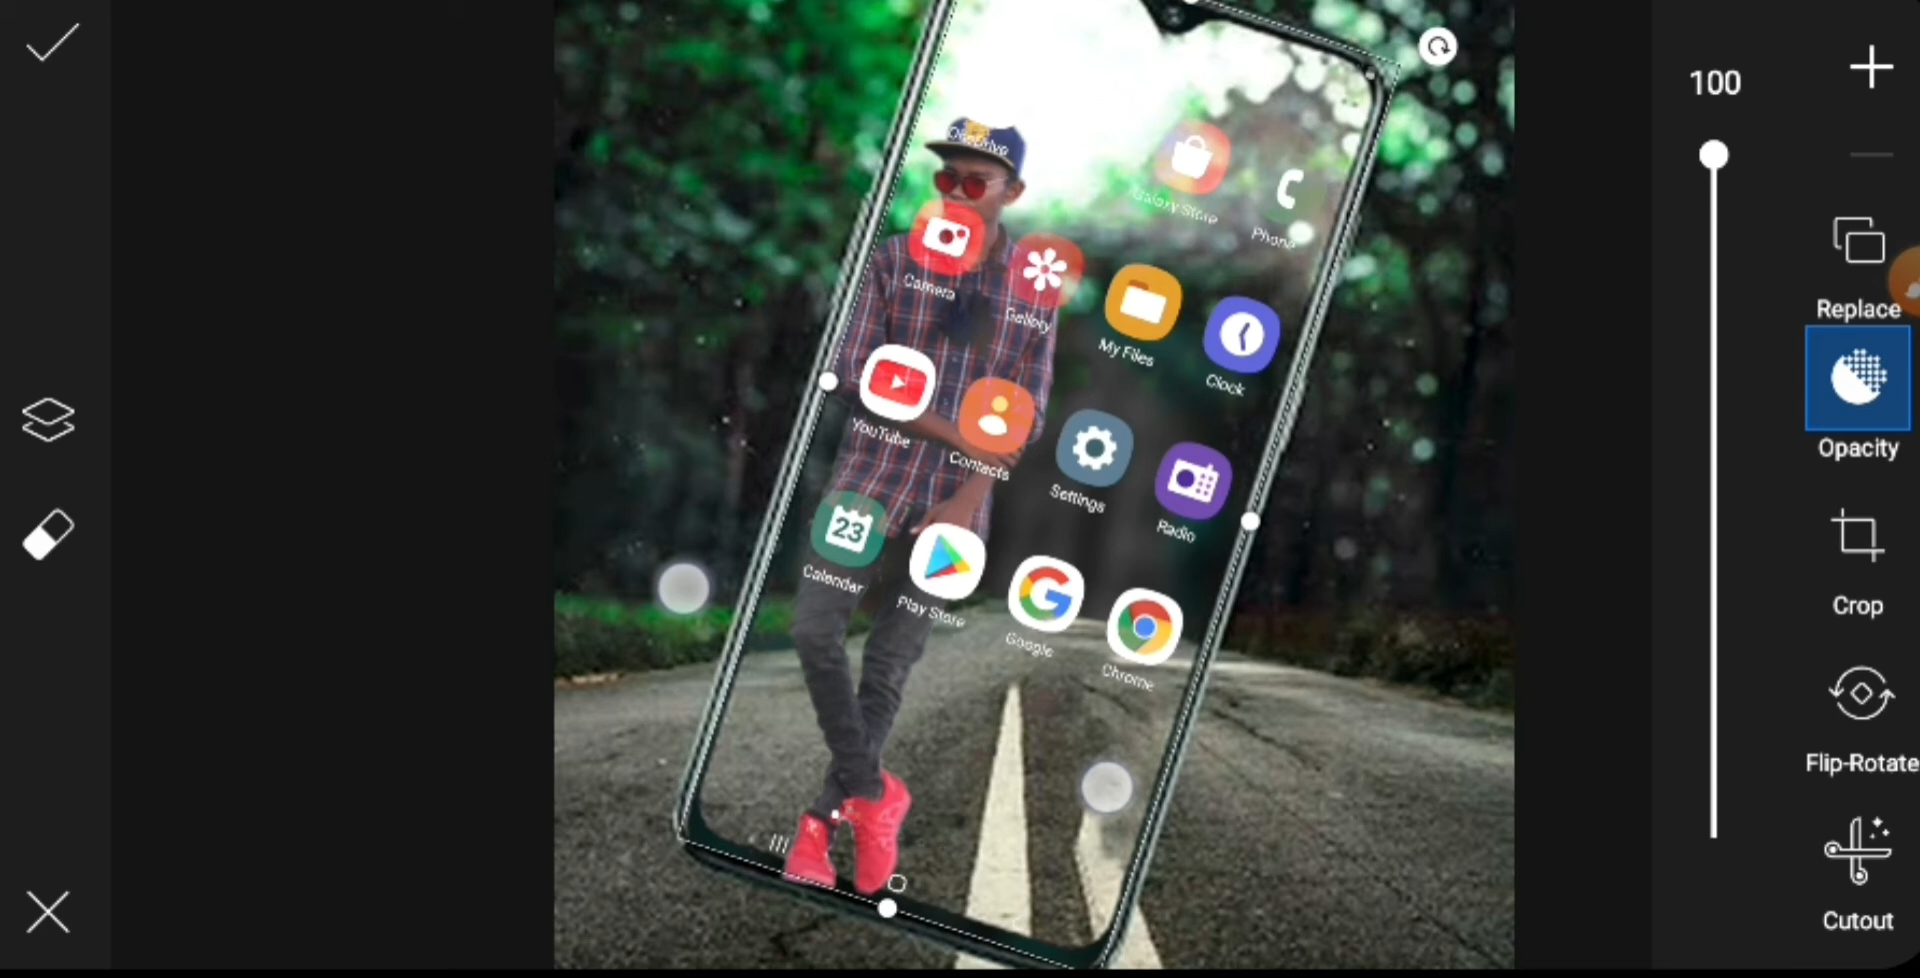 100
Replace
Opacity
Crop
Flip-Rotate
Cutout
OneDrive
Galaxy Store
Phone
Camera
Gallery
My Files
Clock
YouTube
Contacts
Settings
Radio
23
Calendar
Play Store
Google
Chrome